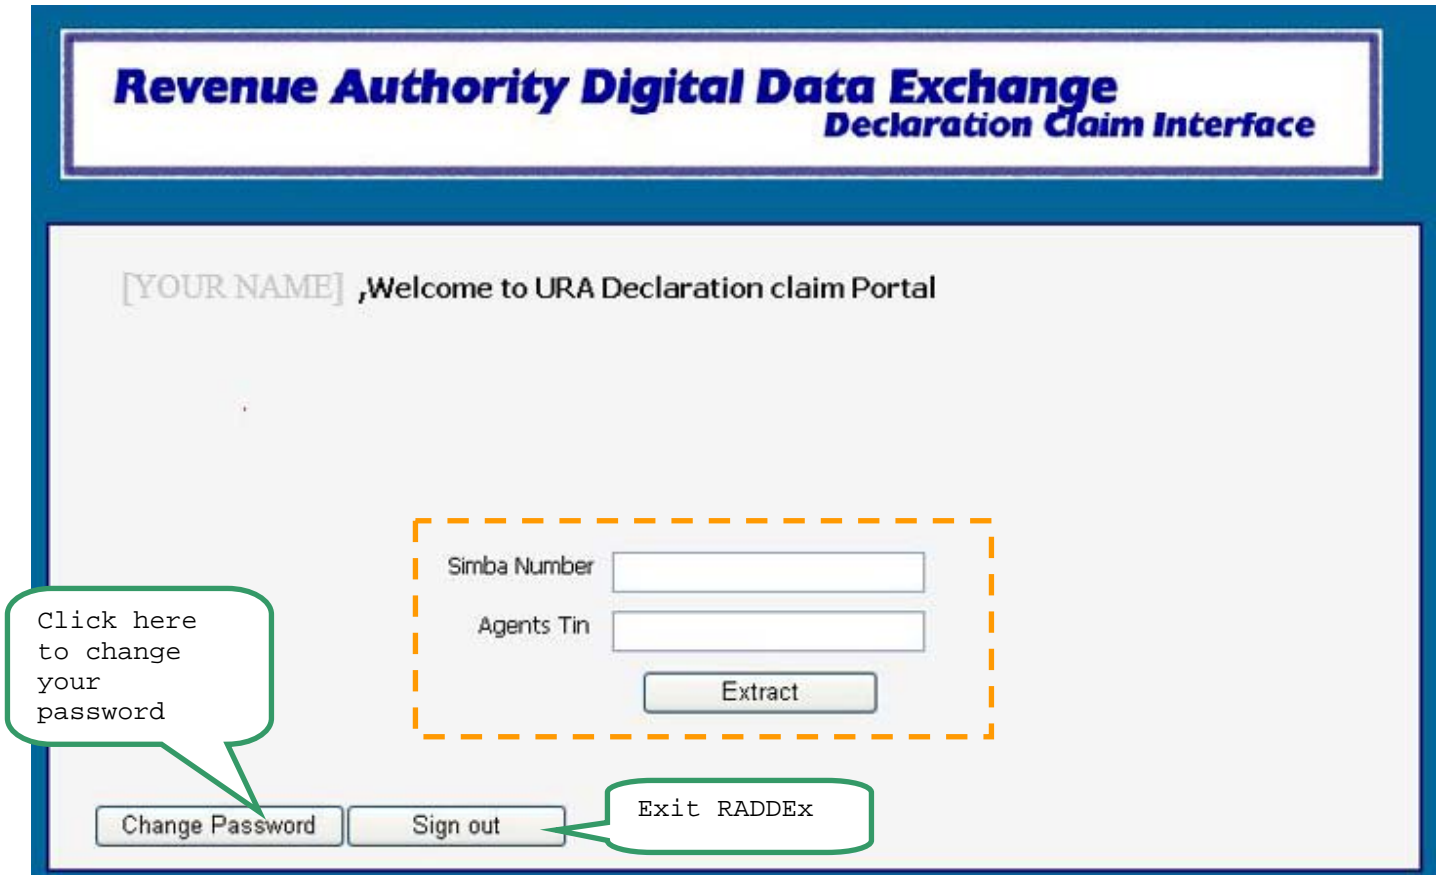 Revenue Authority Digital Data Exchange
Declaration Claim Interface
[YOUR NAME] ,Welcome to URA Declaration claim Portal
Simba Number
Agents Tin
Extract
Click here
to change
your
password
Exit RADDEx
Change Password
Sign out